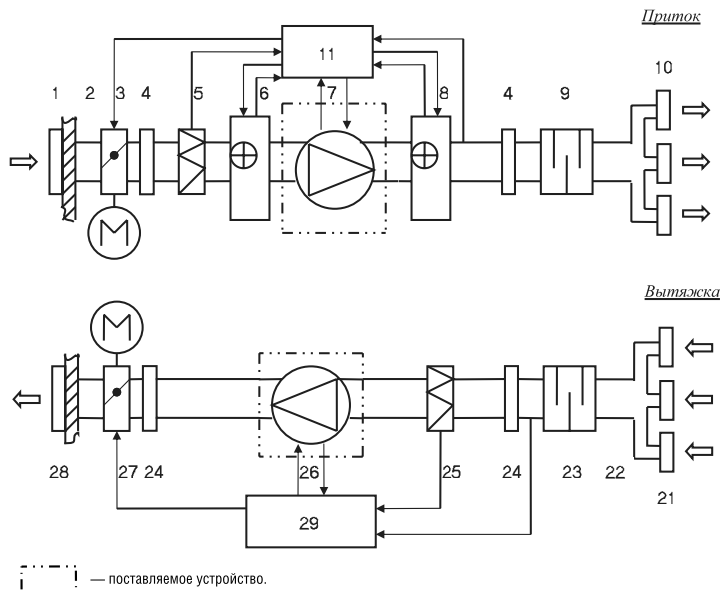 Приток
11
1 2 3 4 5 6 7 8 4 9 10
M
Вытяжка
M
28 27 24 26 25 24 23 22 21
29
— поставляемое устройство.